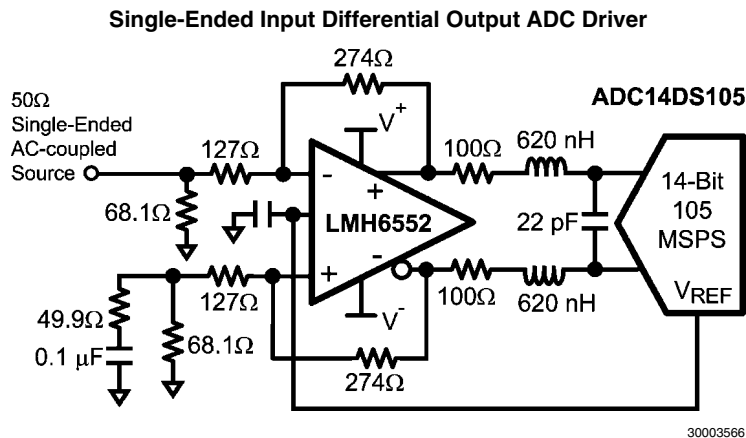 Single-Ended Input Differential Output ADC Driver
274Ω
50Ω
Single-Ended
AC-coupled
Source
ADC14DS105
V+
127Ω
100Ω
620 nH
-
+
68.1Ω
LMH6552
22 pF
14-Bit
105
MSPS
-
+
127Ω
100Ω
620 nH
VREF
V-
49.9Ω
0.1 µF
68.1Ω
274Ω
30003566